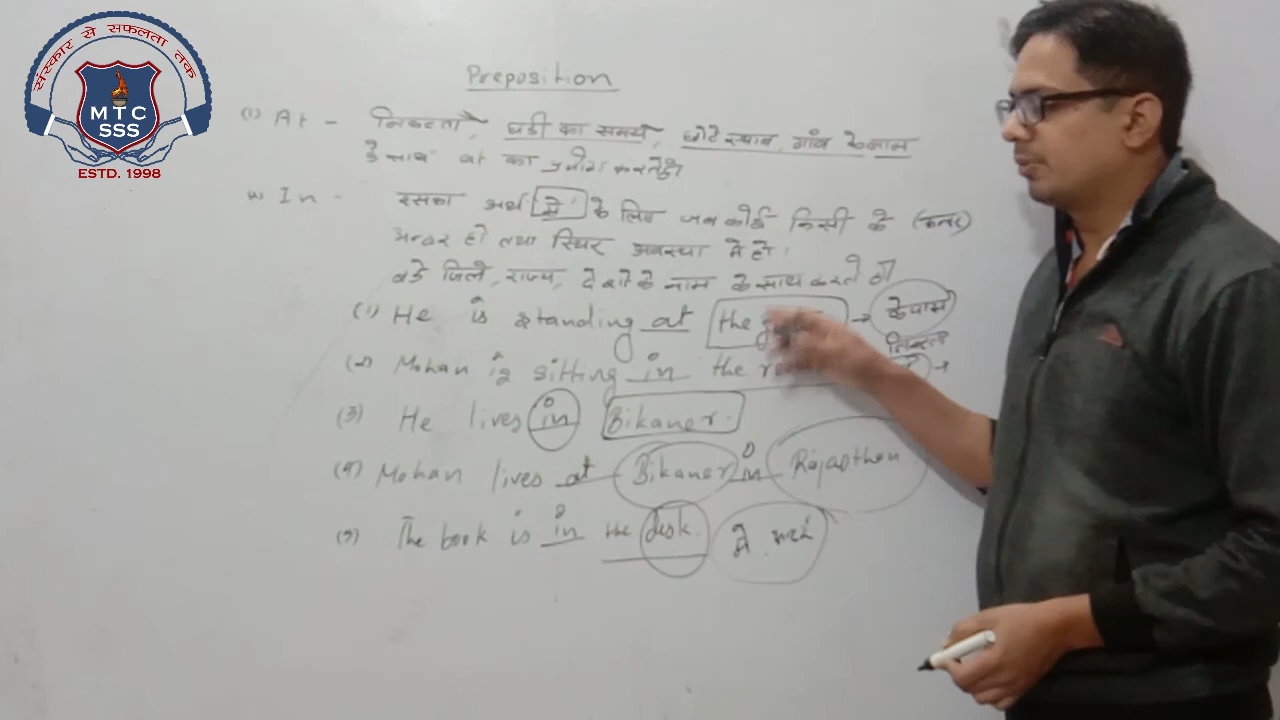 संस्कार से सफलता तक
MTC
SSS
ESTD. 1998
Preposition
(1) At - निकटता, घडी का समय, छोटे स्थान, गाँव के नाम
के साथ at का प्रयोग करते है।
In - इसका अर्थ 'में' के लिए जब कोई किसी के
अन्दर हो तथा स्थिर अवस्था मे हो।
बडे जिले, राज्य, देशो के नाम के साथ करते है
(1) He is standing at the → के पास
(2) Mohan is sitting in the
(3) He lives in Bikaner.
(4) Mohan lives at Bikaner in Rajasthan
(5) The book is in the desk. मे